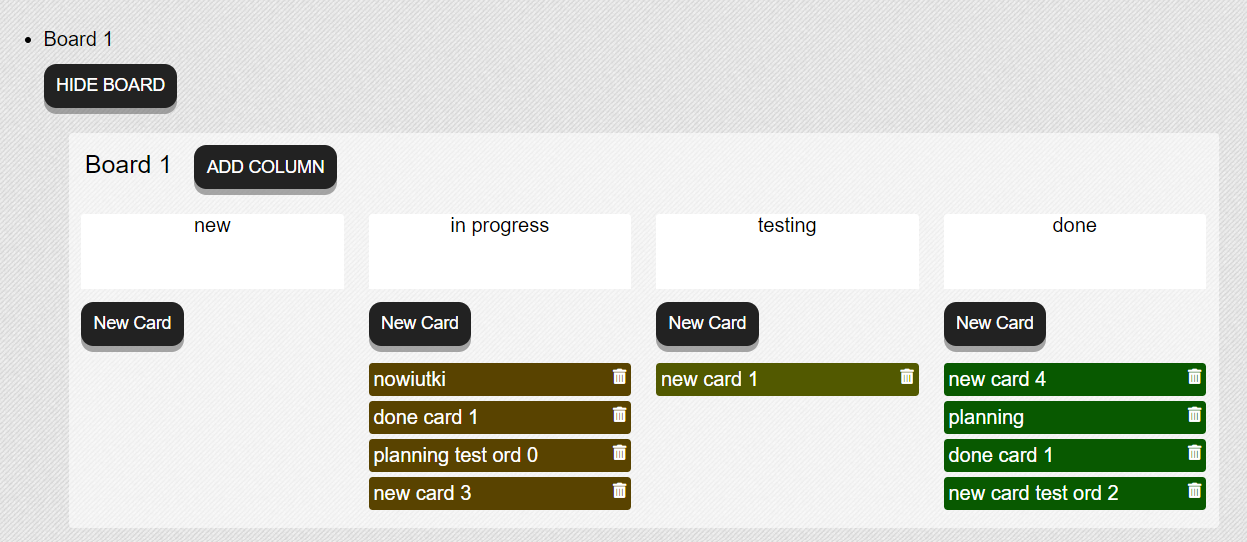 Board 1
HIDE BOARD
Board 1
ADD COLUMN
new
New Card
in progress
New Card
nowiutki
done card 1
planning test ord 0
new card 3
testing
New Card
new card 1
done
New Card
new card 4
planning
done card 1
new card test ord 2